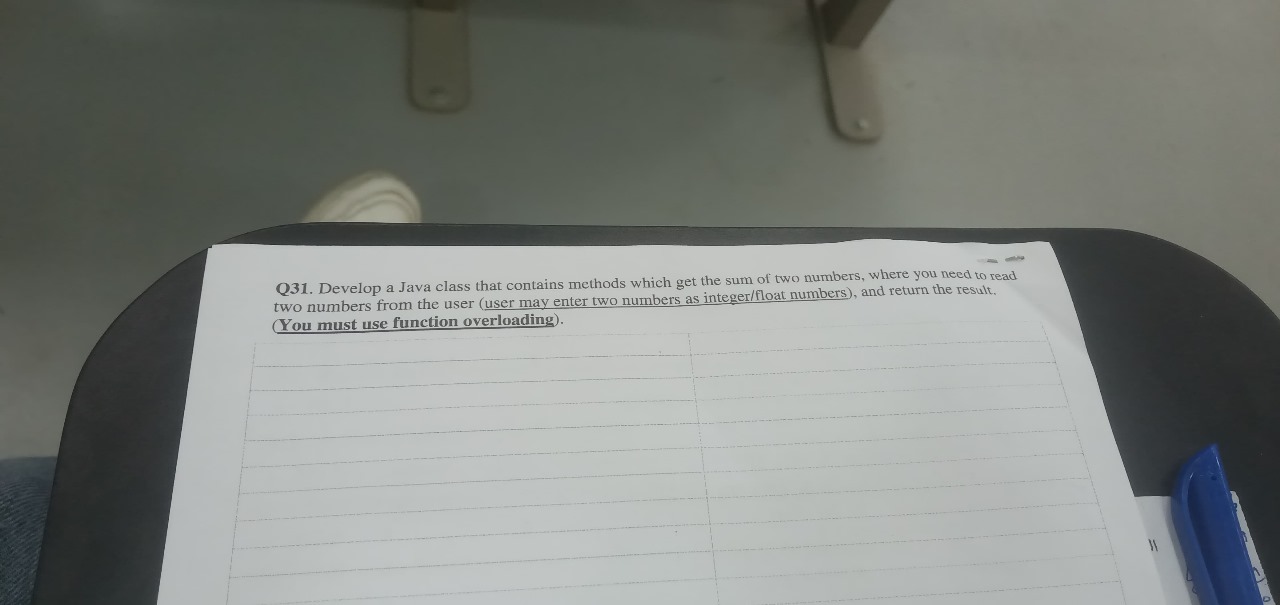 Q31. Develop a Java class that contains methods which get the sum of two numbers, where you need to read
two numbers from the user (user may enter two numbers as integer/float numbers), and return the result.
(You must use function overloading).